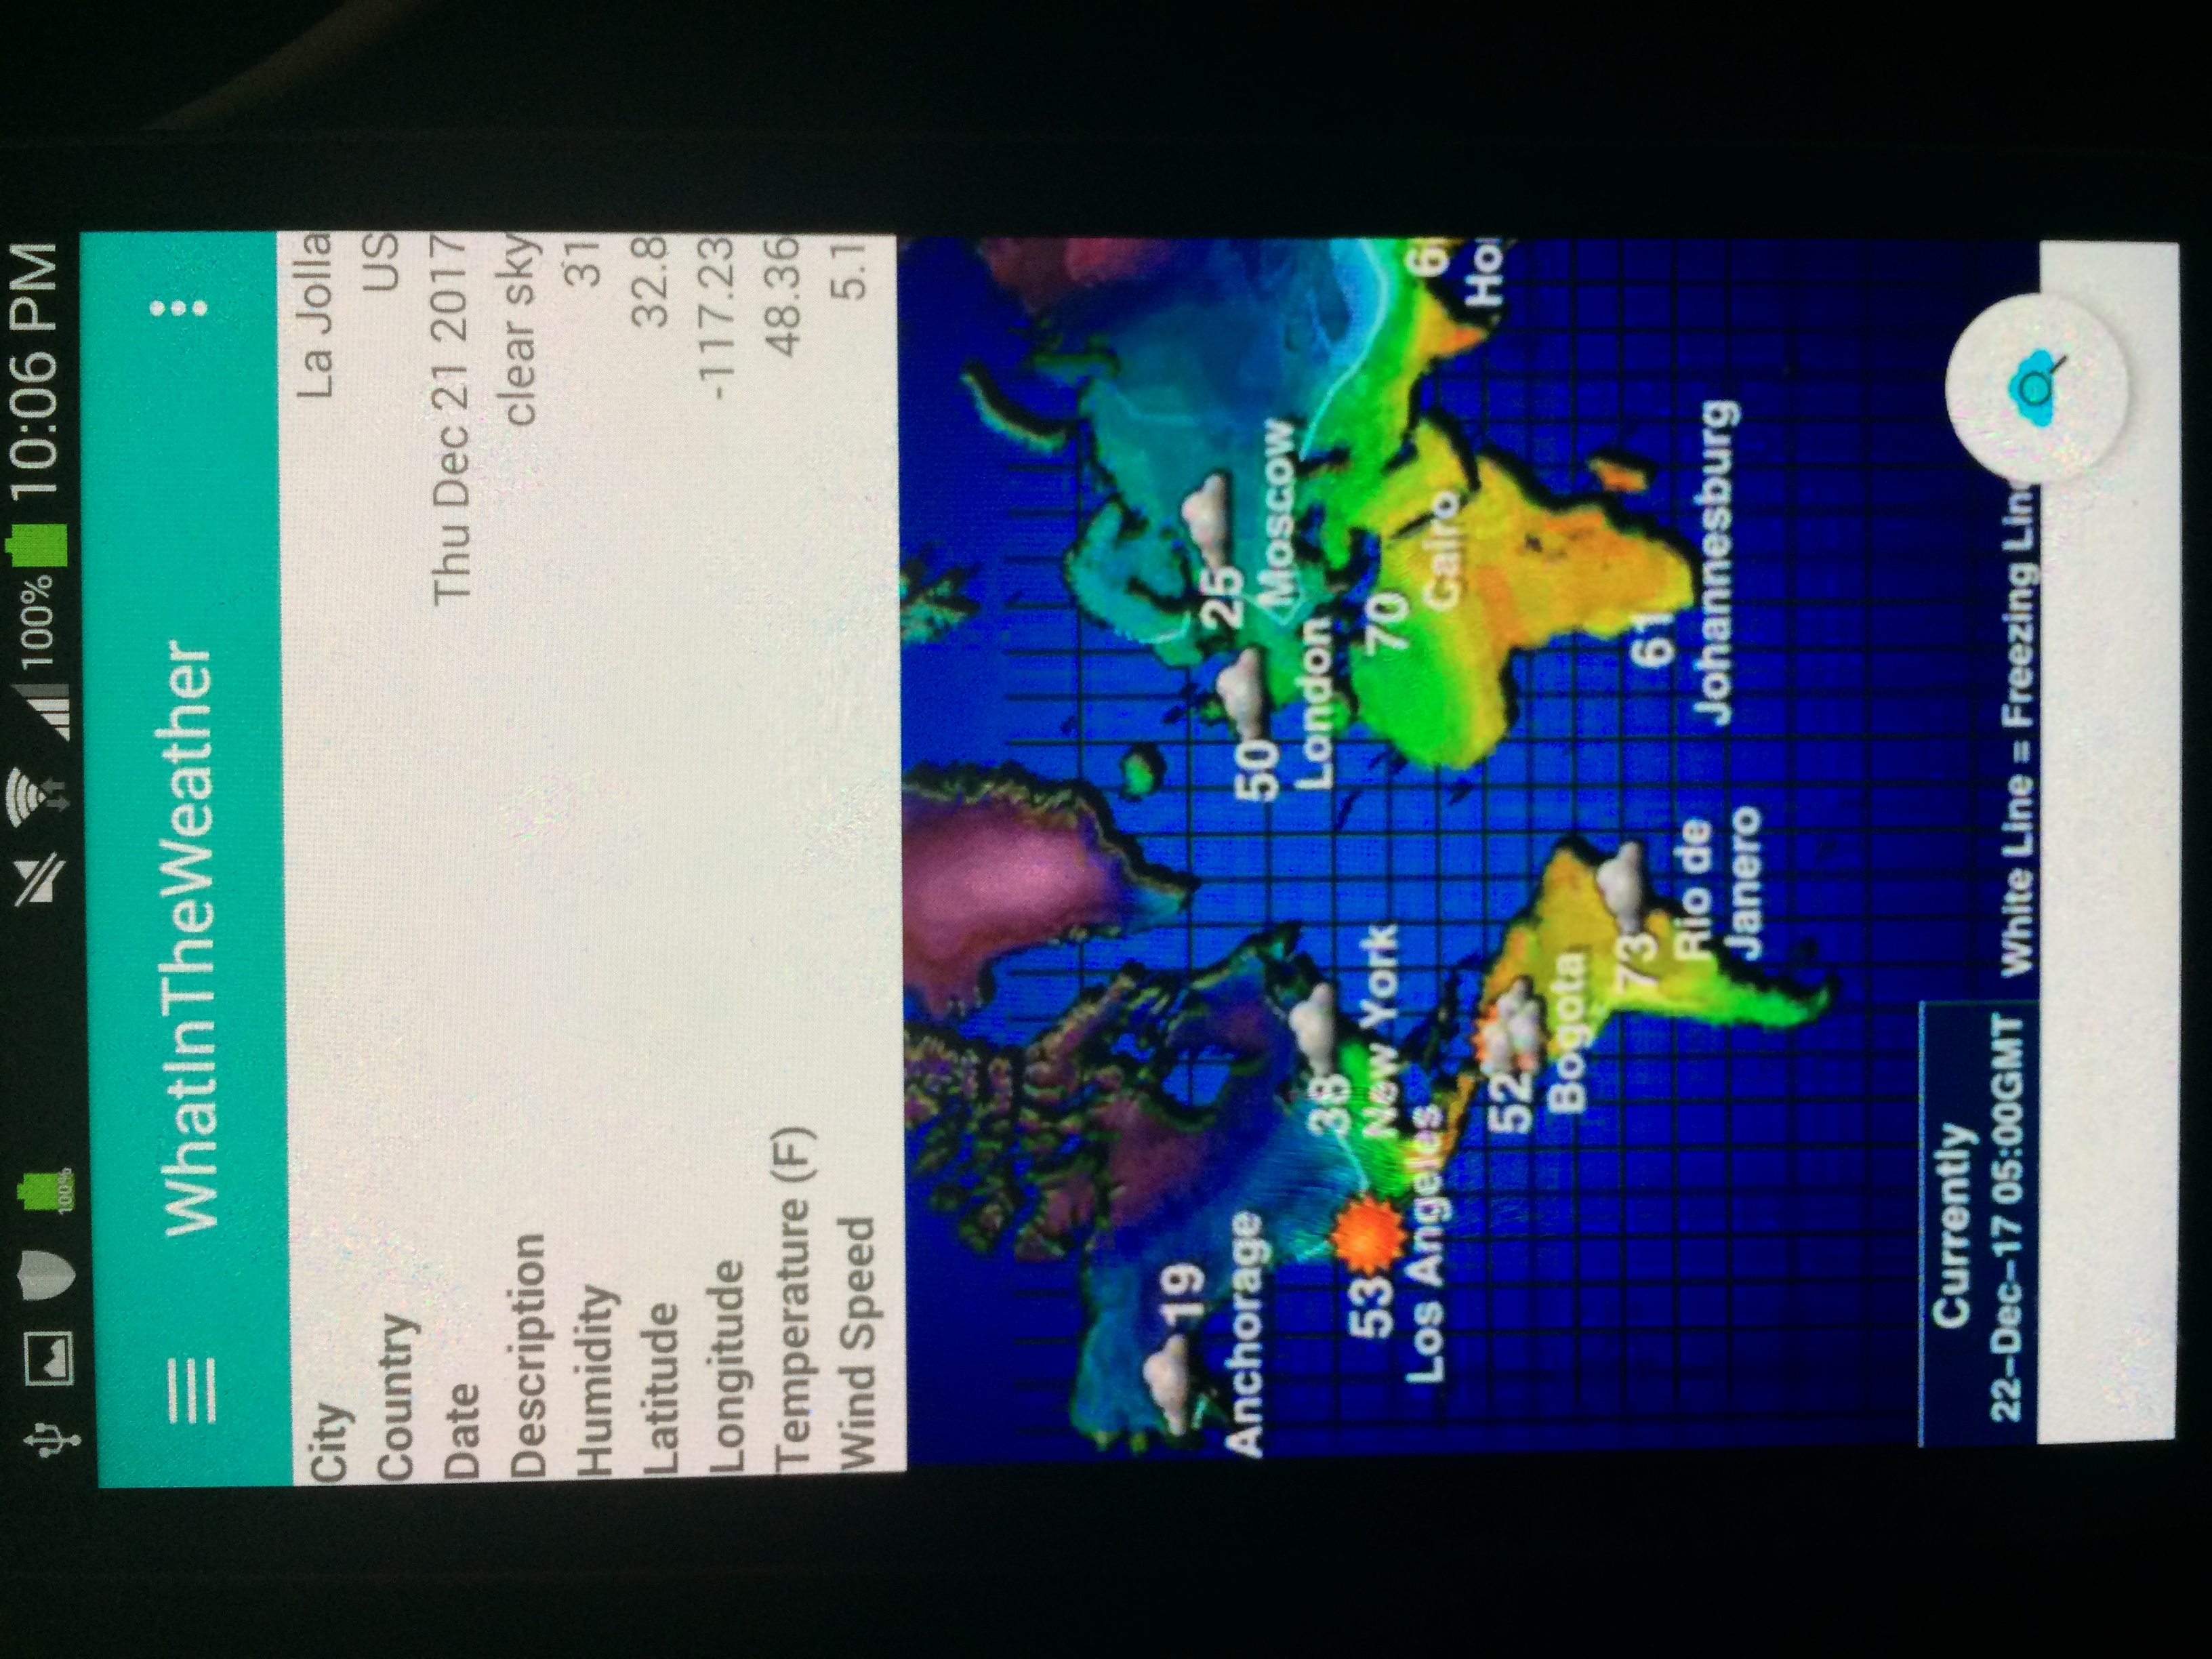 100%
100% 10:06 PM
WhatInTheWeather
City La Jolla
Country US
Date Thu Dec 21 2017
Description clear sky
Humidity 31
Latitude 32.8
Longitude -117.23
Temperature (F) 48.36
Wind Speed 5.1
19
Anchorage
25
Moscow
50
London
38
New York
53
Los Angeles
70
Cairo
6
Ho
52
Bogota
73
Rio de
Janero
61
Johannesburg
Currently
22-Dec-17 05:00GMT
White Line = Freezing Lin